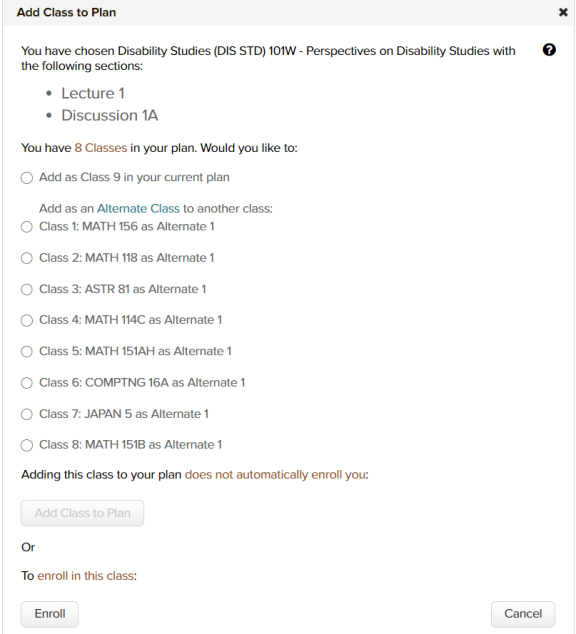 Add Class to Plan
You have chosen Disability Studies (DIS STD) 101W - Perspectives on Disability Studies with
the following sections:
• Lecture 1
• Discussion 1A
You have 8 Classes in your plan. Would you like to:
Add as Class 9 in your current plan
Add as an Alternate Class to another class:
Class 1: MATH 156 as Alternate 1
Class 2: MATH 118 as Alternate 1
Class 3: ASTR 81 as Alternate 1
Class 4: MATH 114C as Alternate 1
Class 5: MATH 151AH as Alternate 1
Class 6: COMPTNG 16A as Alternate 1
Class 7: JAPAN 5 as Alternate 1
Class 8: MATH 151B as Alternate 1
Adding this class to your plan does not automatically enroll you:
Add Class to Plan
Or
To enroll in this class:
Enroll
Cancel